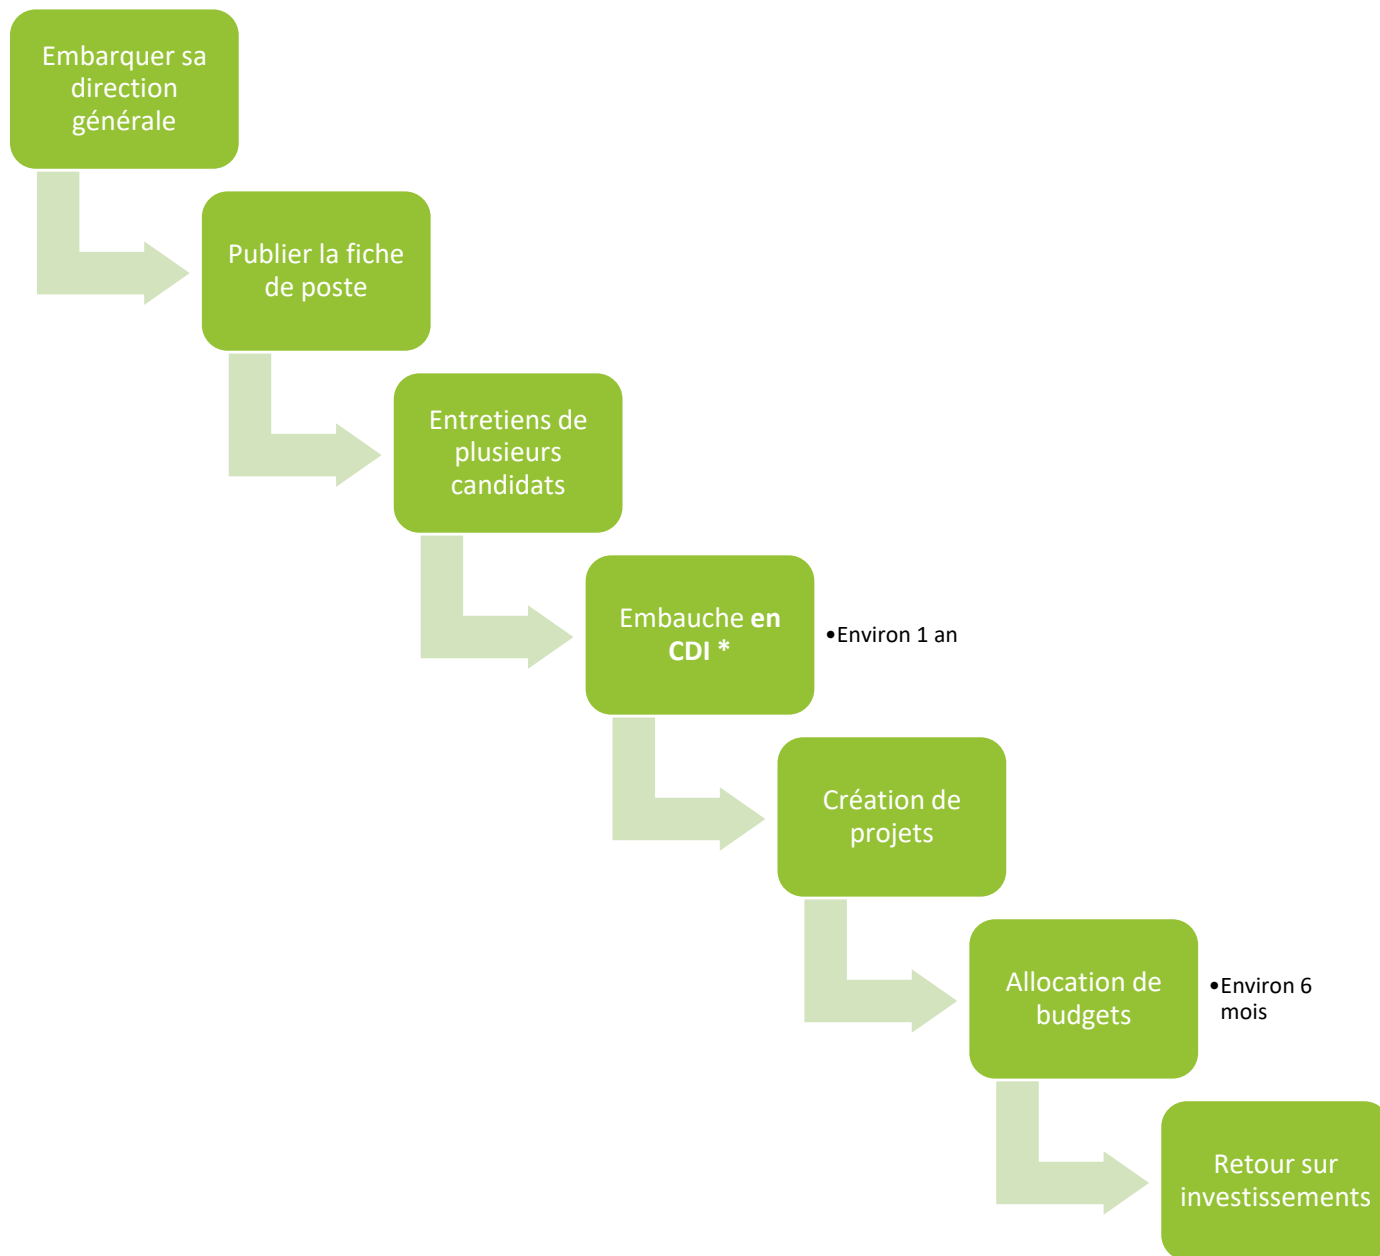 Embarquer sa
direction
générale
Publier la fiche
de poste
Entretiens de
plusieurs
candidats
Embauche en
CDI *
•Environ 1 an
Création de
projets
Allocation de
budgets
•Environ 6
mois
Retour sur
investissements